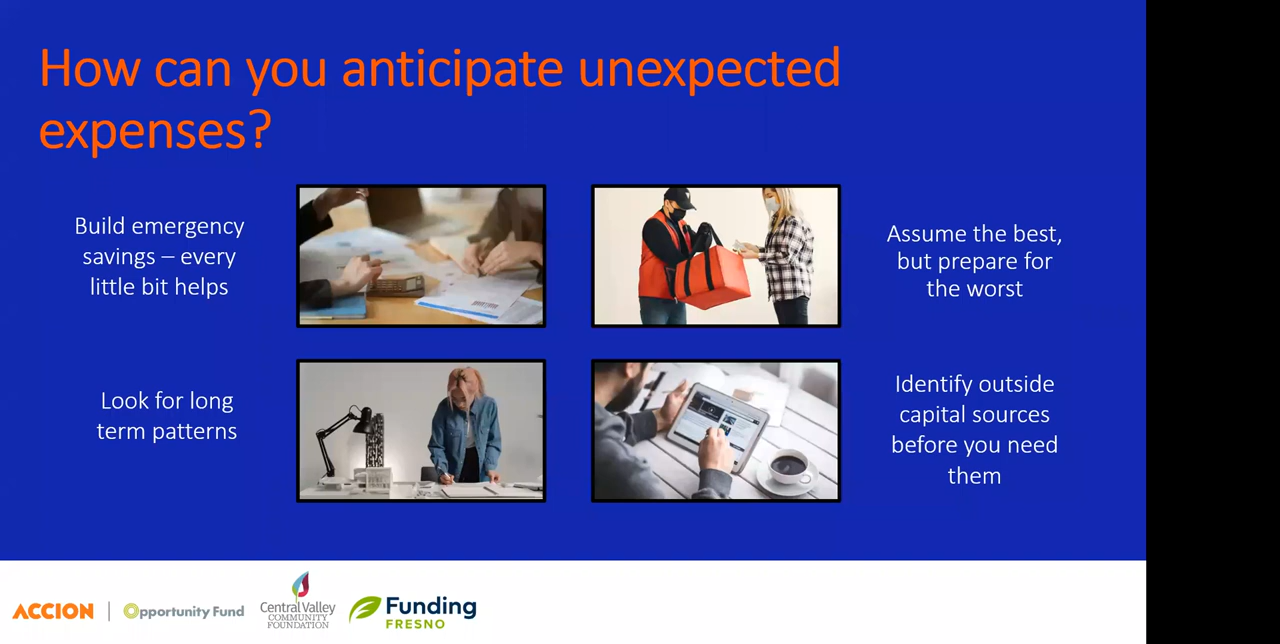 How can you anticipate unexpected
expenses?
Build emergency
savings – every
little bit helps
Assume the best,
but prepare for
the worst
Look for long
term patterns
Identify outside
capital sources
before you need
them
ACCION | Opportunity Fund
Central Valley
COMMUNITY
FOUNDATION
Funding
FRESNO